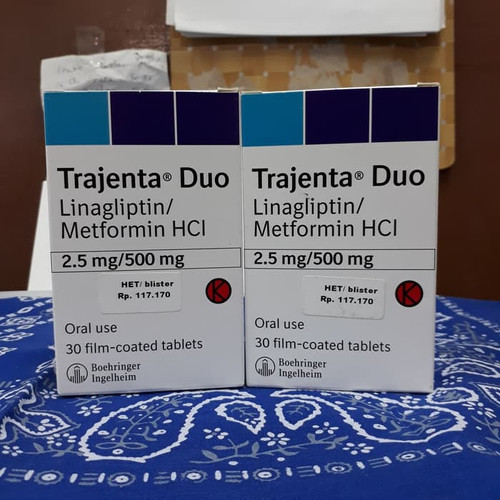 Trajenta® Duo
Linagliptin/
Metformin HCl
2.5 mg/500 mg
HET/ blister
Rp. 117.170
K
Oral use
30 film-coated tablets
Boehringer
Ingelheim
Trajenta® Duo
Linagliptin/
Metformin HCl
2.5 mg/500 mg
HET/ blister
Rp. 117.170
K
Oral use
30 film-coated tablets
Boehringer
Ingelheim